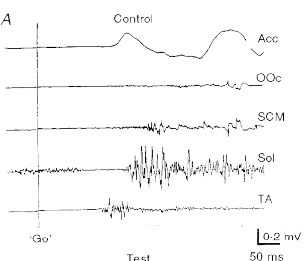 A
Control
Acc
OOc
SCM
Sol
TA
'Go'
0·2 mV
Test
50 ms